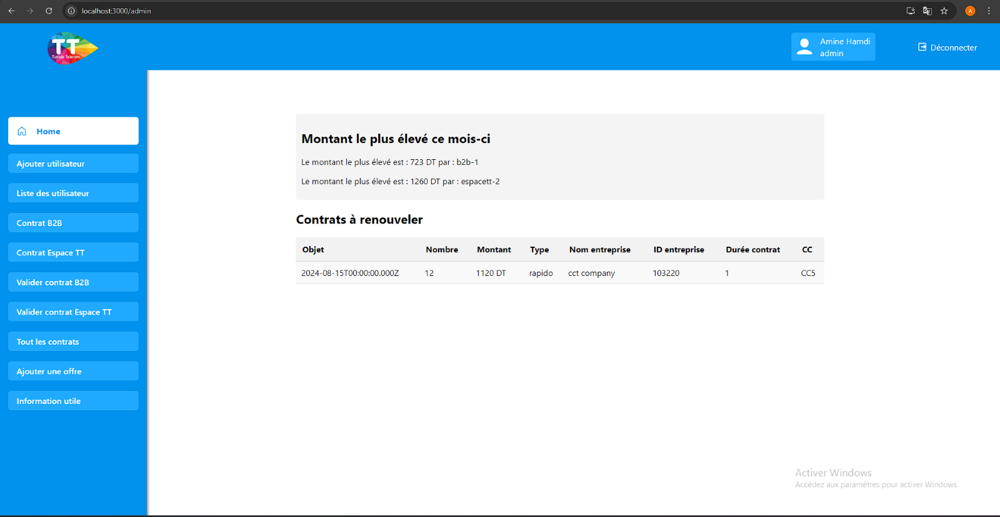 localhost:3000/admin
A
TT
Tunisie Telecom
Amine Hamdi
admin
Déconnecter
Home
Ajouter utilisateur
Liste des utilisateur
Contrat B2B
Contrat Espace TT
Valider contrat B2B
Valider contrat Espace TT
Tout les contrats
Ajouter une offre
Information utile
Montant le plus élevé ce mois-ci
Le montant le plus élevé est : 723 DT par : b2b-1
Le montant le plus élevé est : 1260 DT par : espacett-2
Contrats à renouveler
Objet Nombre Montant Type Nom entreprise ID entreprise Durée contrat CC
2024-08-15T00:00:00.000Z 12 1120 DT rapido cct company 103220 1 CC5
Activer Windows
Accédez aux paramètres pour activer Windows.